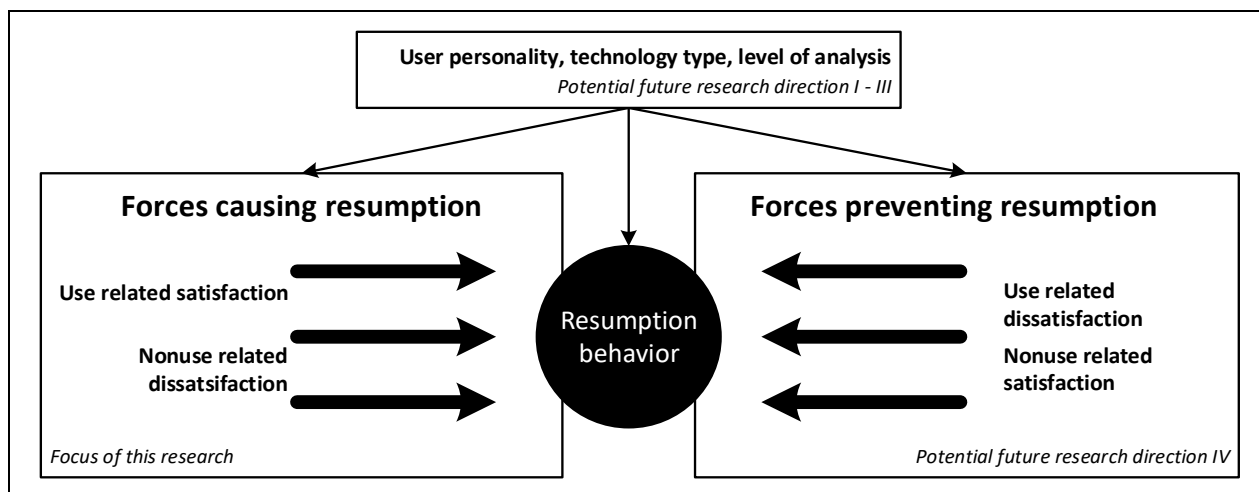 User personality, technology type, level of analysis
Potential future research direction I - III
Forces causing resumption
Use related satisfaction
Nonuse related
dissatsifaction
Focus of this research
Resumption
behavior
Forces preventing resumption
Use related
dissatisfaction
Nonuse related
satisfaction
Potential future research direction IV